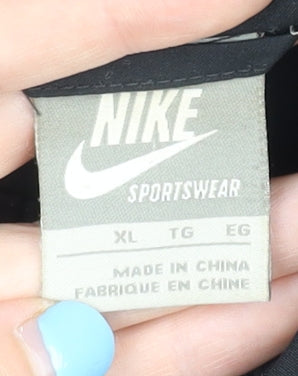 NIKE
SPORTSWEAR
XL TG EG
MADE IN CHINA
FABRIQUE EN CHINE